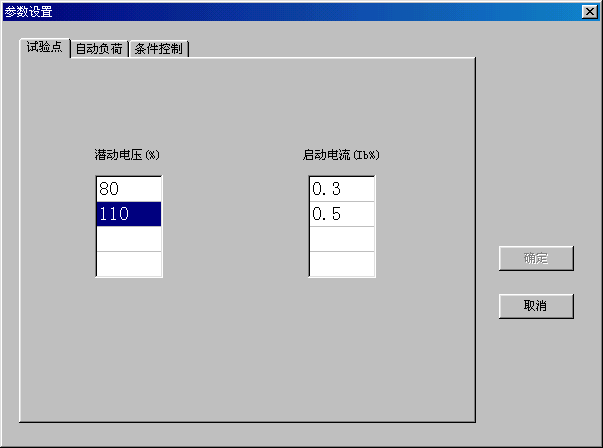 参数设置
试验点 自动负荷 条件控制
潜动电压(%) 启动电流(Ib%)
80 0.3
110 0.5
确定
取消